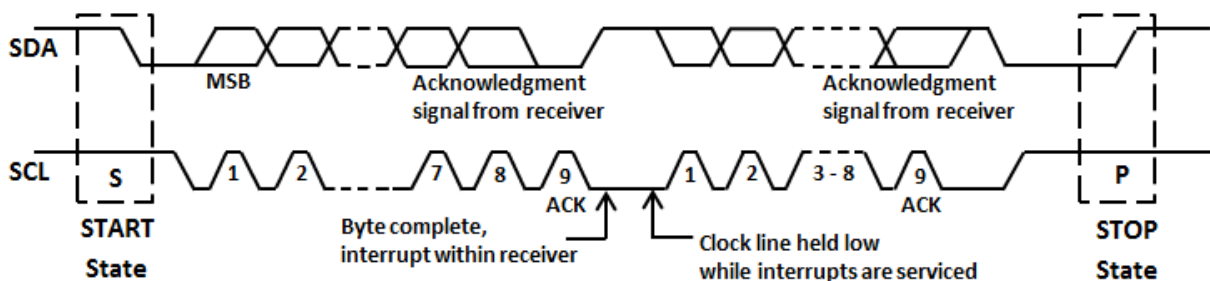 SDA
MSB
Acknowledgment
signal from receiver
Acknowledgment
signal from receiver
SCL
S
1
2
7
8
9
1
2
3 - 8
9
P
ACK
ACK
START
State
Byte complete,
interrupt within receiver
Clock line held low
while interrupts are serviced
STOP
State